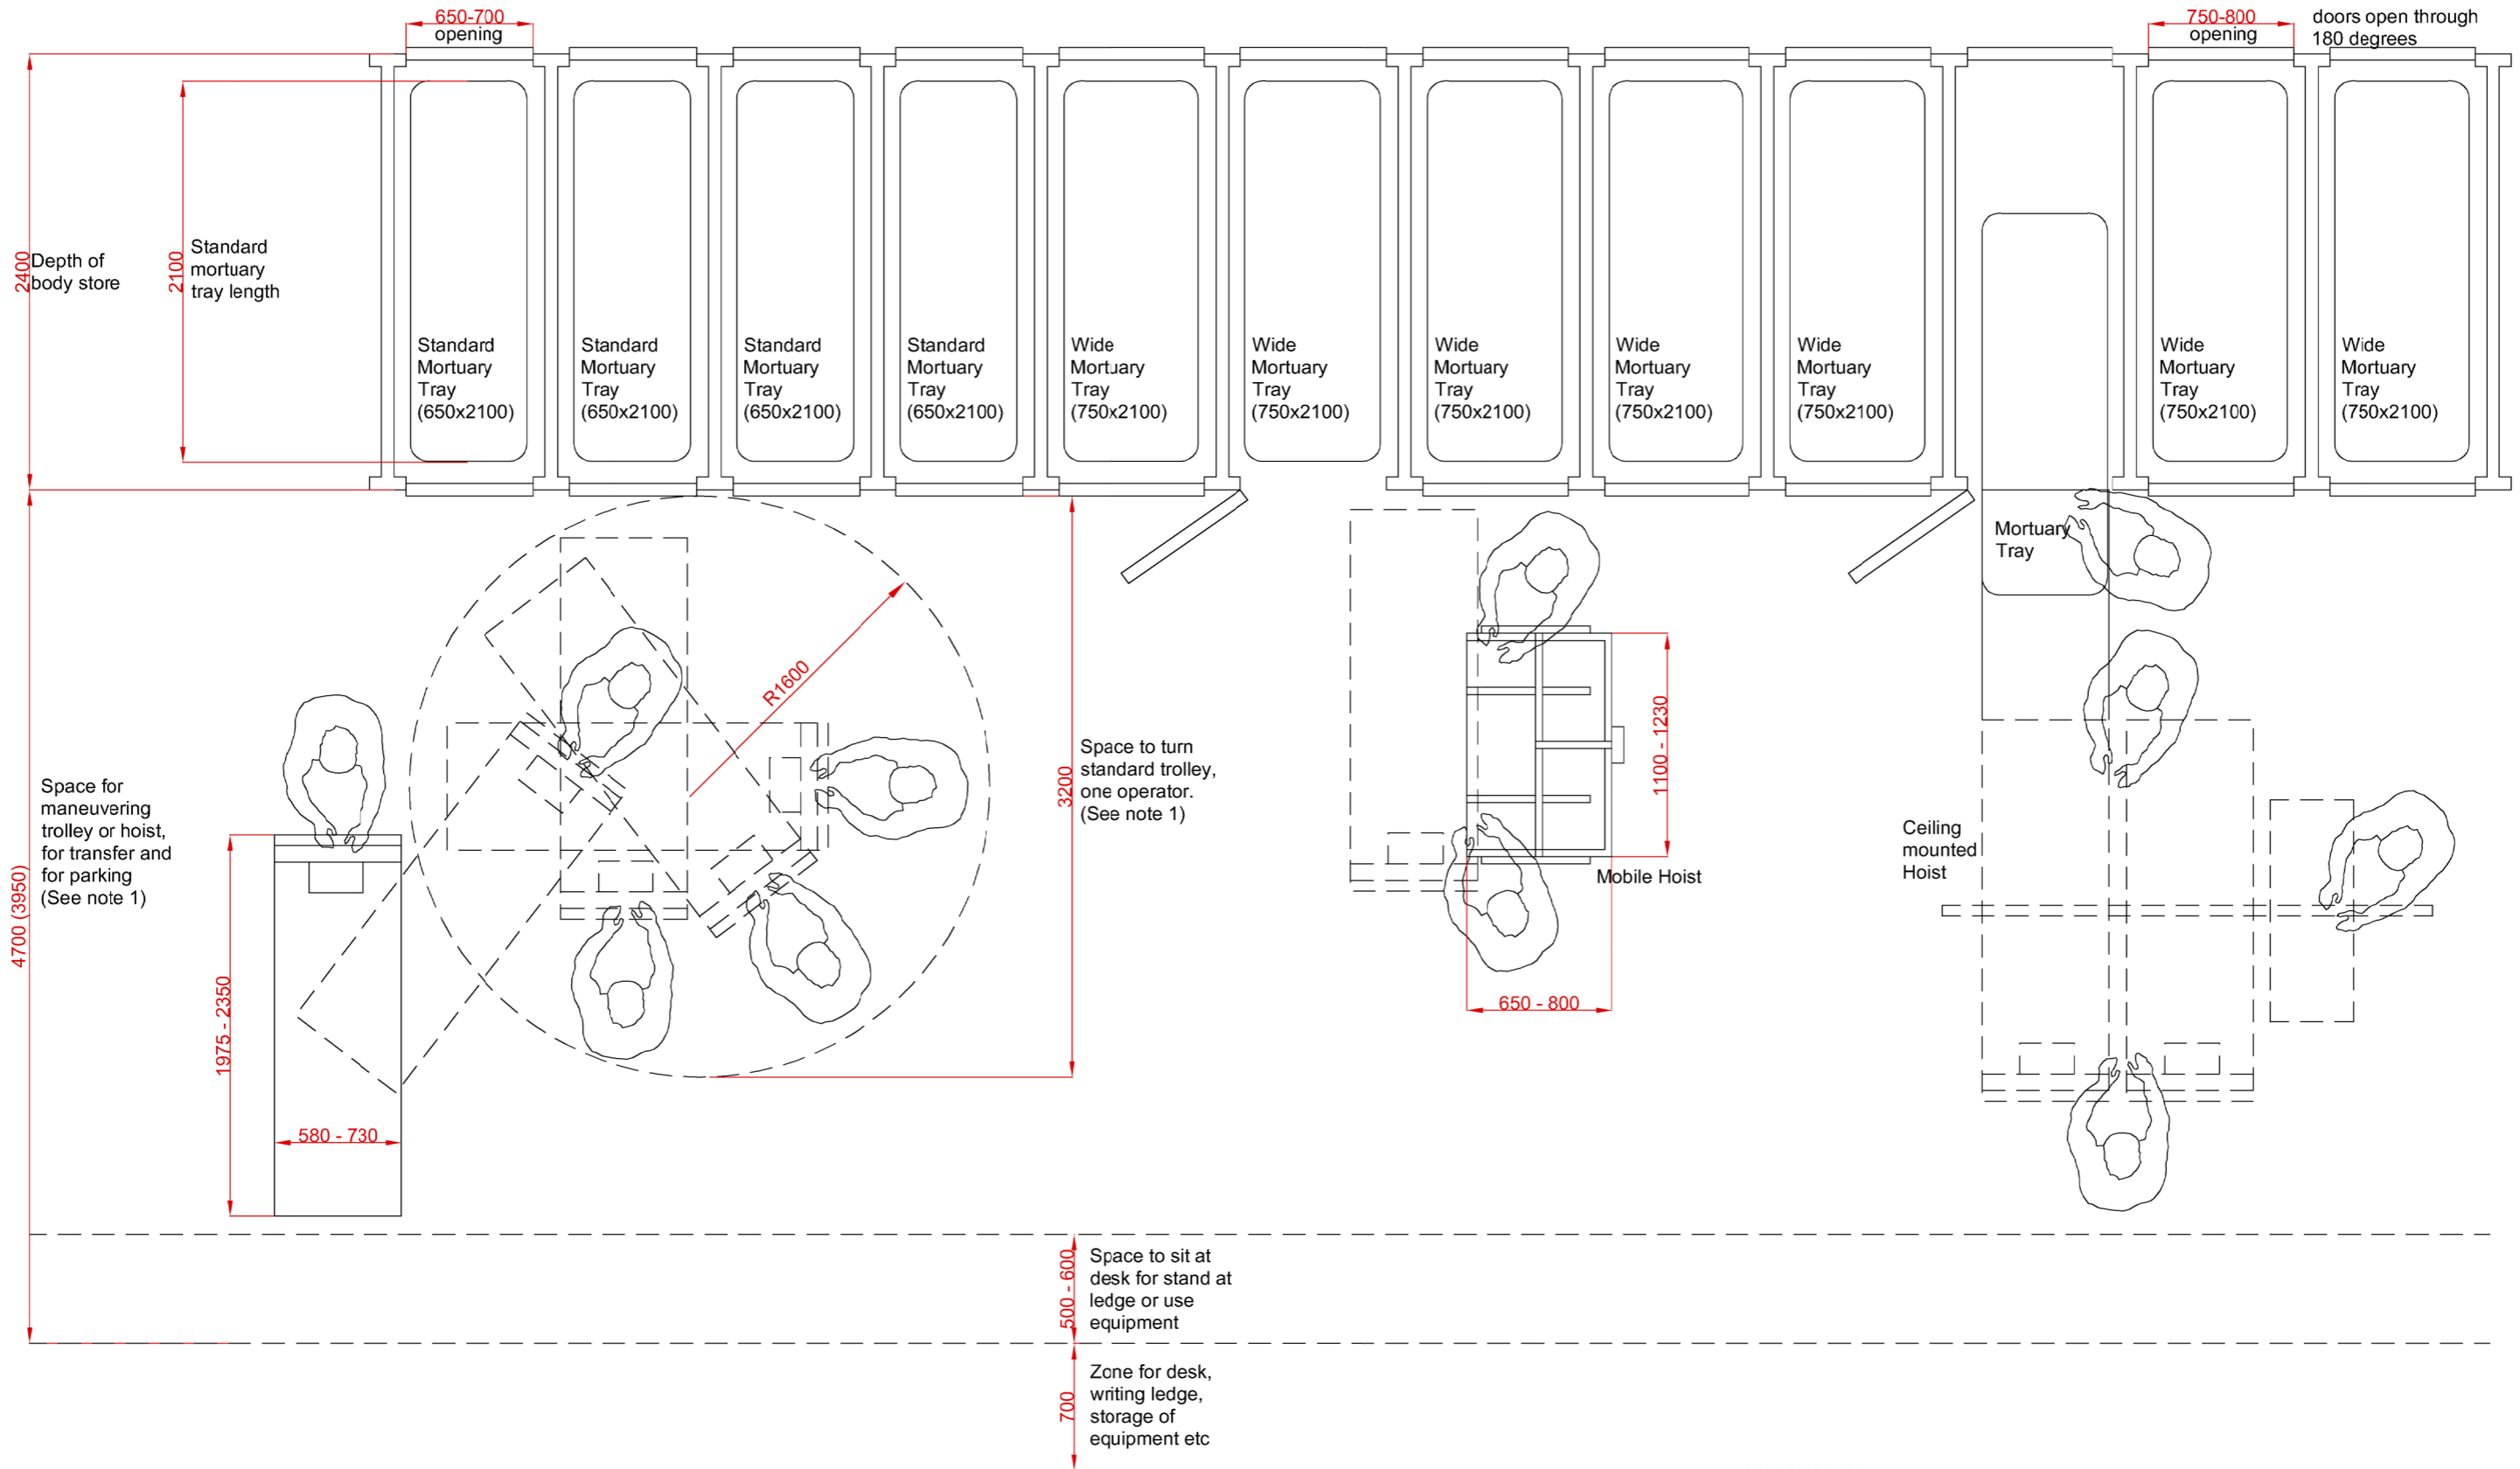 650-700
opening
750-800
opening
doors open through
180 degrees
2400
Depth of
body store
2100
Standard
mortuary
tray length
Standard
Mortuary
Tray
(650x2100)
Standard
Mortuary
Tray
(650x2100)
Standard
Mortuary
Tray
(650x2100)
Standard
Mortuary
Tray
(650x2100)
Wide
Mortuary
Tray
(750x2100)
Wide
Mortuary
Tray
(750x2100)
Wide
Mortuary
Tray
(750x2100)
Wide
Mortuary
Tray
(750x2100)
Wide
Mortuary
Tray
(750x2100)
Wide
Mortuary
Tray
(750x2100)
Wide
Mortuary
Tray
(750x2100)
Mortuary
Tray
4700 (3950)
Space for
maneuvering
trolley or hoist,
for transfer and
for parking
(See note 1)
1975 - 2350
580 - 730
R1600
3200
Space to turn
standard trolley,
one operator.
(See note 1)
1100 - 1230
Mobile Hoist
650 - 800
Ceiling
mounted
Hoist
500 - 600
Space to sit at
desk for stand at
ledge or use
equipment
700
Zone for desk,
writing ledge,
storage of
equipment etc